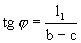 tg φ = l₁ / (b − c)